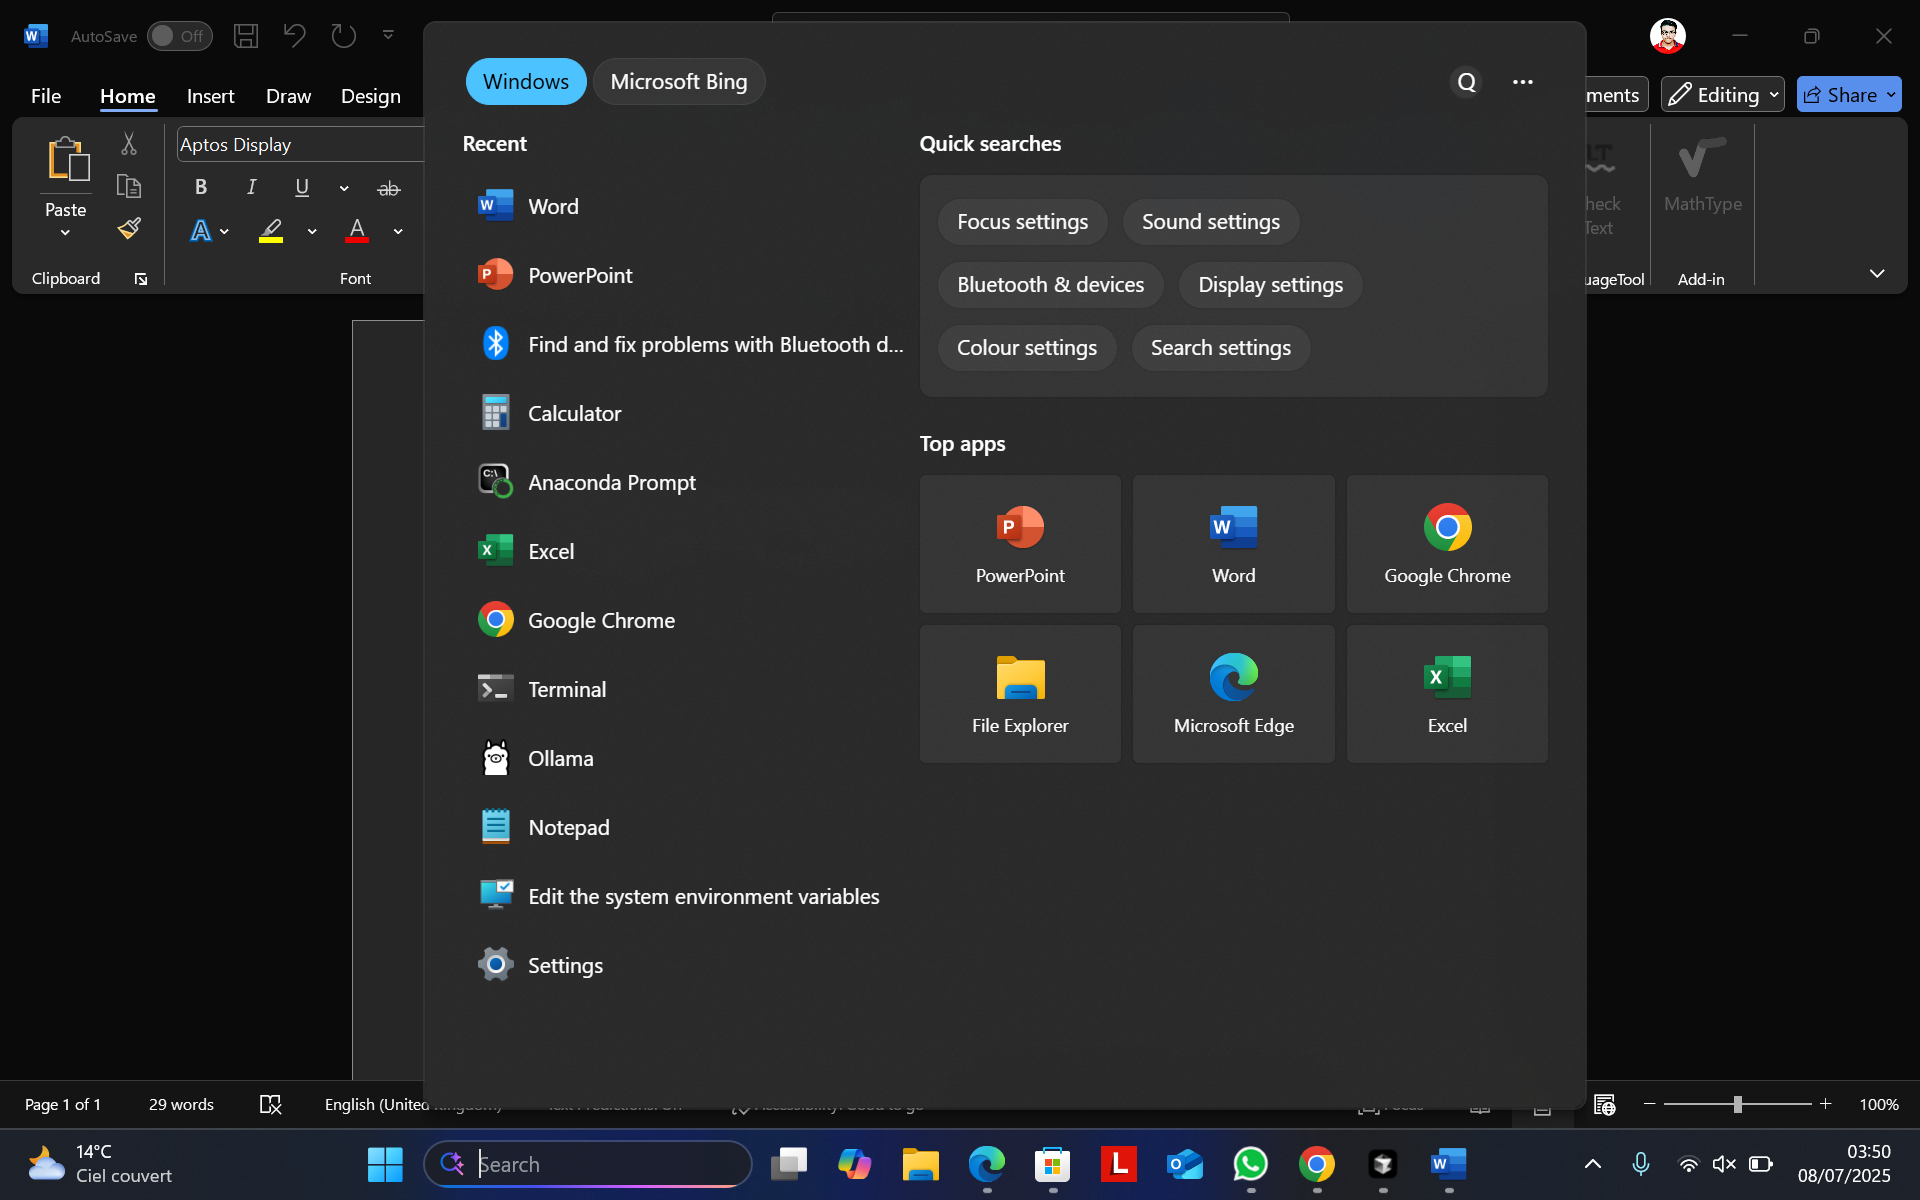 AutoSave Off
File Home Insert Draw Design
ments Editing Share
Aptos Display
B I U ab
Paste
A A
Clipboard
Font
LT
heck
Text
uageTool
MathType
Add-in
Windows Microsoft Bing
Q
Recent
Word
PowerPoint
Find and fix problems with Bluetooth d...
Calculator
Anaconda Prompt
Excel
Google Chrome
Terminal
Ollama
Notepad
Edit the system environment variables
Settings
Quick searches
Focus settings Sound settings
Bluetooth & devices Display settings
Colour settings Search settings
Top apps
PowerPoint Word Google Chrome
File Explorer Microsoft Edge Excel
Page 1 of 1 29 words English (United Kingdom)
100%
14°C
Ciel couvert
Search
L
03:50
08/07/2025